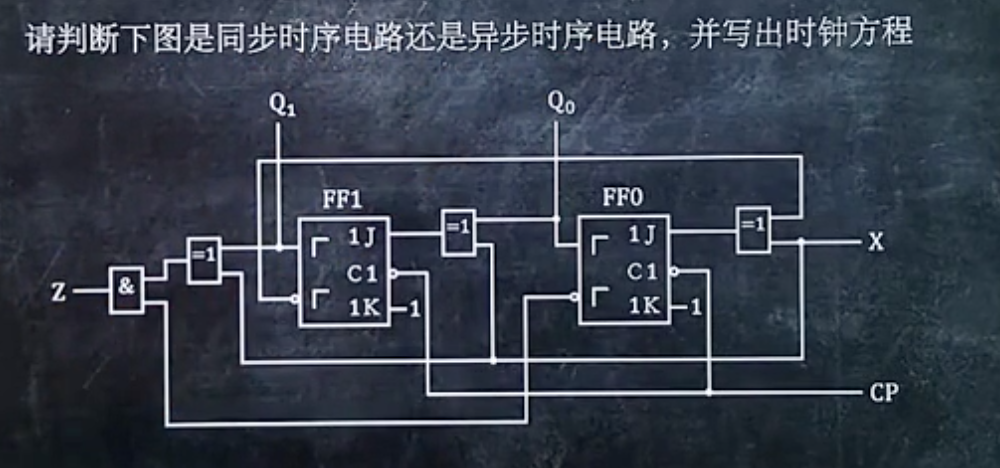 请判断下图是同步时序电路还是异步时序电路，并写出时钟方程
Q₁ Q₀
FF1 FF0
=1 1J =1 1J =1 X
Z & C1 C1
1K 1 1K 1
CP